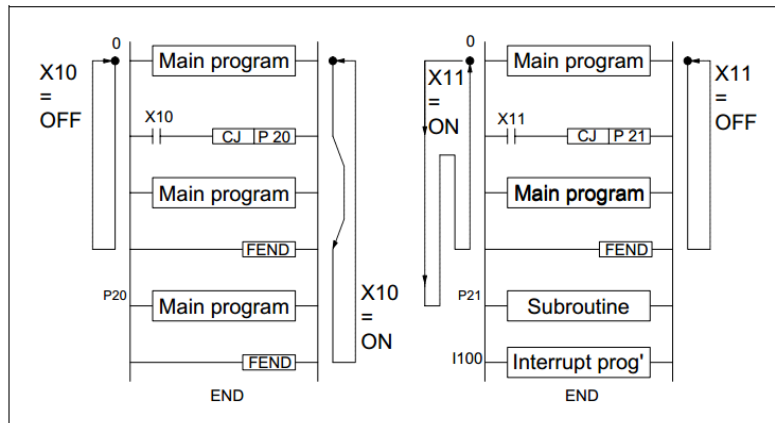 0
Main program
X10
=
OFF
X10
CJ P 20
Main program
FEND
P20
Main program
X10
=
ON
FEND
END
0
Main program
X11
=
ON
X11
=
OFF
X11
CJ P 21
Main program
FEND
P21
Subroutine
I100
Interrupt prog'
END